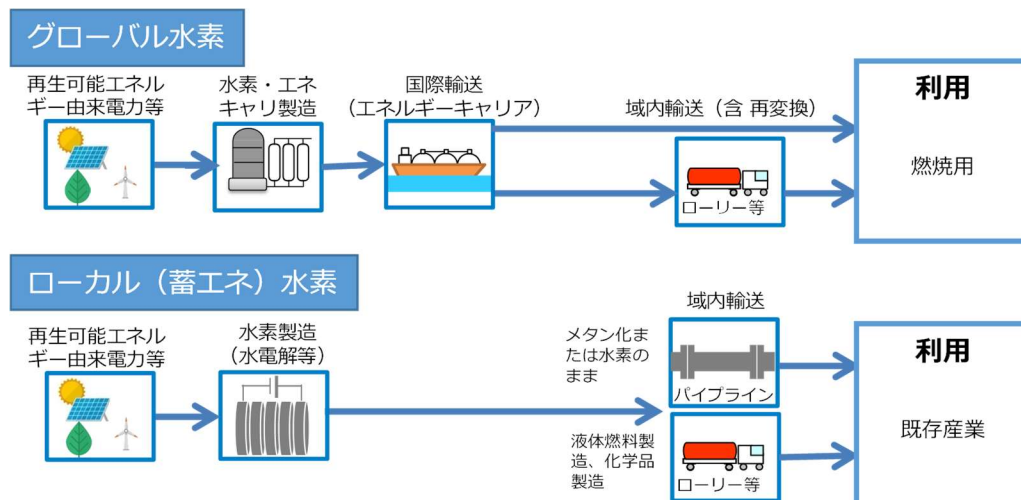 グローバル水素
再生可能エネル
ギー由来電力等
水素・エネ
キャリ製造
国際輸送
（エネルギーキャリア）
域内輸送（含 再変換）
ローリー等
利用
燃焼用
ローカル（蓄エネ）水素
再生可能エネル
ギー由来電力等
水素製造
（水電解等）
メタン化ま
たは水素の
まま
域内輸送
パイプライン
液体燃料製
造、化学品
製造
ローリー等
利用
既存産業